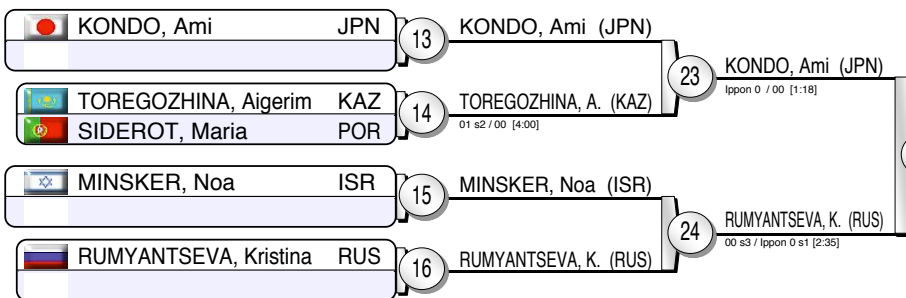 KONDO, Ami JPN
13
KONDO, Ami (JPN)
TOREGOZHINA, Aigerim KAZ
SIDEROT, Maria POR
14
TOREGOZHINA, A. (KAZ)
01 s2 / 00 [4:00]
23
KONDO, Ami (JPN)
Ippon 0 / 00 [1:18]
MINSKER, Noa ISR
15
MINSKER, Noa (ISR)
RUMYANTSEVA, Kristina RUS
16
RUMYANTSEVA, K. (RUS)
24
RUMYANTSEVA, K. (RUS)
00 s3 / Ippon 0 s1 [2:35]